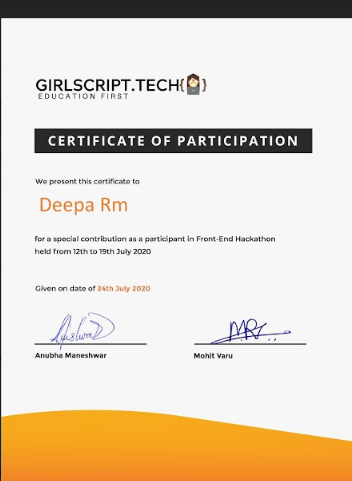 GIRLSCRIPT.TECH{ }
EDUCATION FIRST
CERTIFICATE OF PARTICIPATION
We present this certificate to
Deepa Rm
for a special contribution as a participant in Front-End Hackathon
held from 12th to 19th July 2020
Given on date of 24th July 2020
Anubha Maneshwar
Mohit Varu